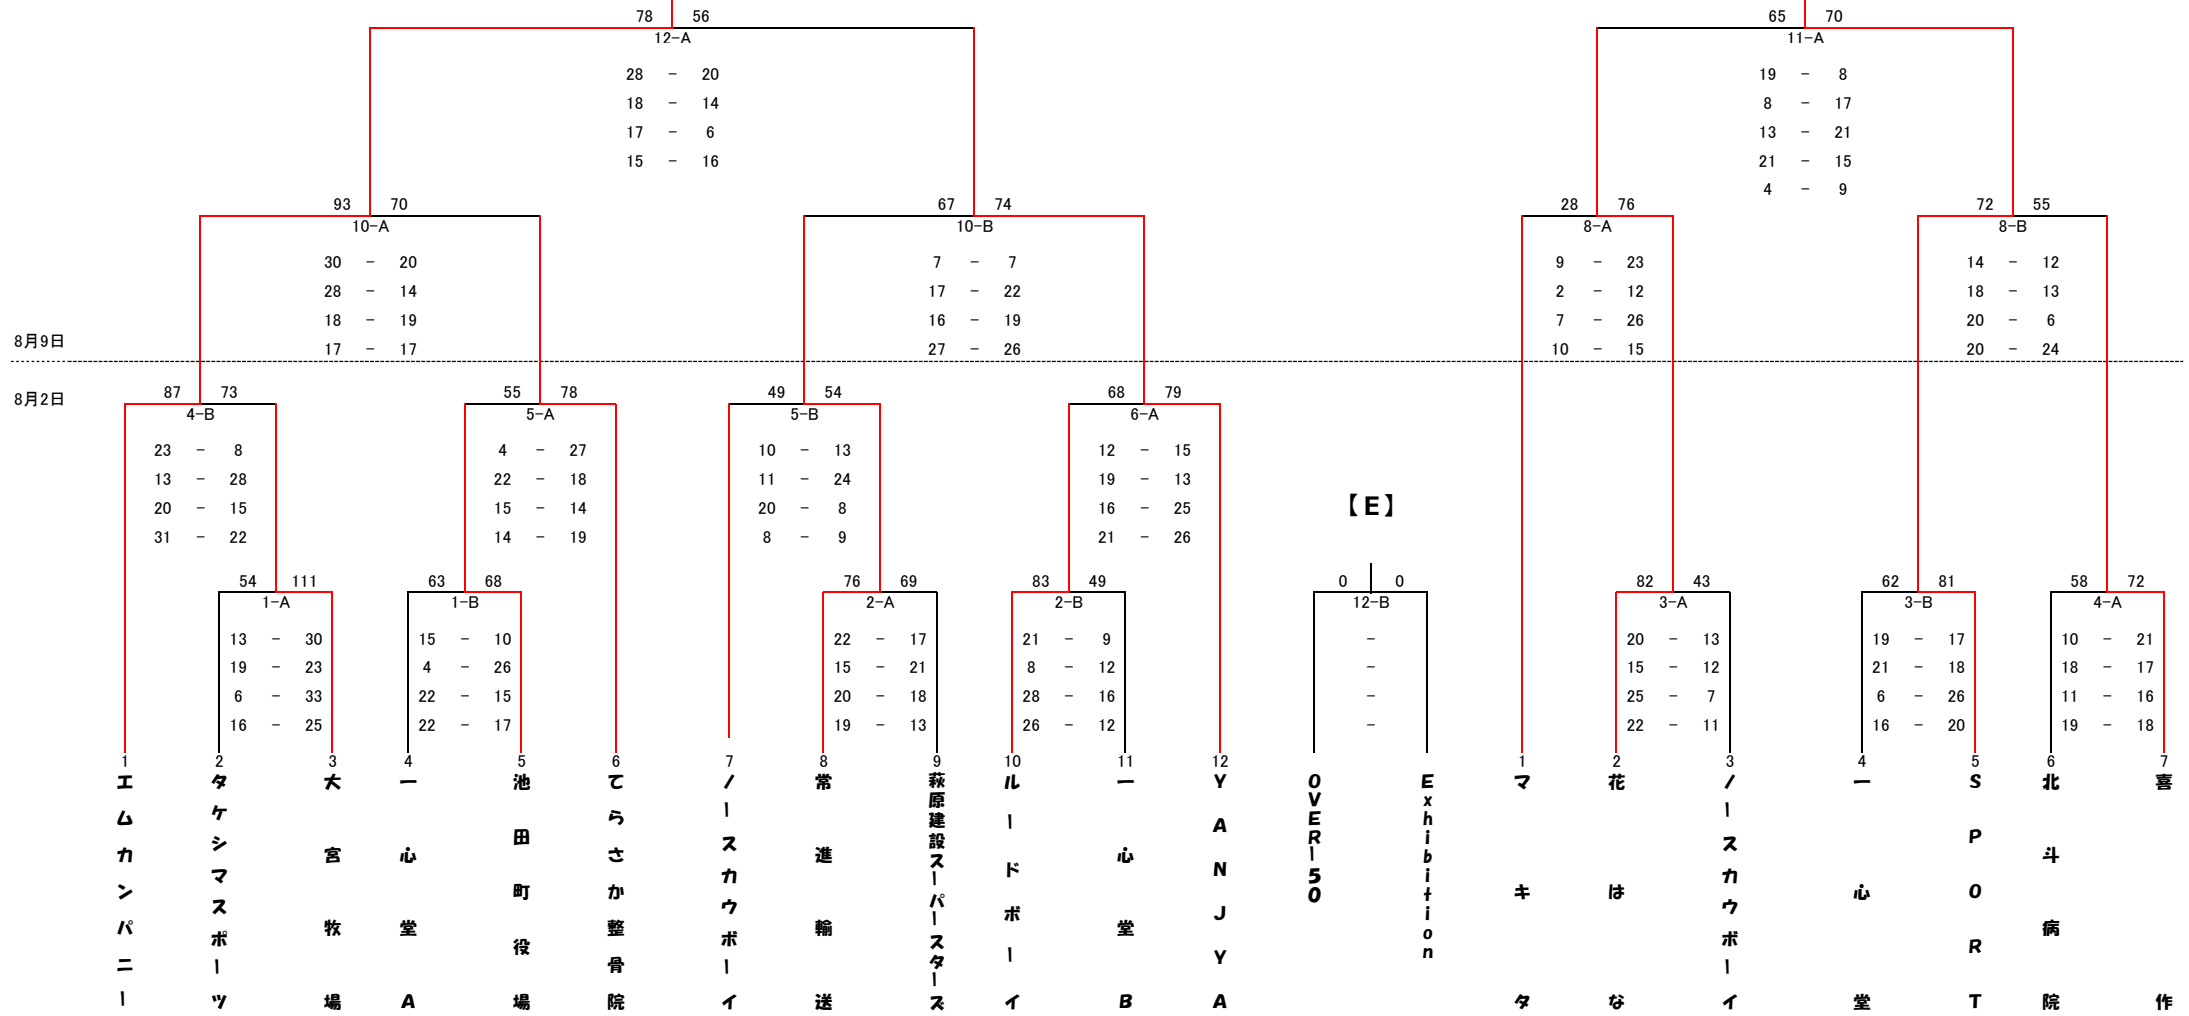 78 56 65 70
12-A 11-A
28 - 20 19 - 8
18 - 14 8 - 17
17 - 6 13 - 21
15 - 16 21 - 15
4 - 9
93 70 67 74 28 76 72 55
10-A 10-B 8-A 8-B
30 - 20 7 - 7 9 - 23 14 - 12
28 - 14 17 - 22 2 - 12 18 - 13
18 - 19 16 - 19 7 - 26 20 - 6
8月9日
17 - 17 27 - 26 10 - 15 20 - 24
8月2日
87 73 55 78 49 54 68 79
4-B 5-A 5-B 6-A
23 - 8 4 - 27 10 - 13 12 - 15
13 - 28 22 - 18 11 - 24 19 - 13
20 - 15 15 - 14 20 - 8 16 - 25
【E】
31 - 22 14 - 19 8 - 9 21 - 26
54 111 63 68 76 69 83 49 0 0 82 43 62 81 58 72
1-A 1-B 2-A 2-B 12-B 3-A 3-B 4-A
13 - 30 15 - 10 22 - 17 21 - 9 - 20 - 13 19 - 17 10 - 21
19 - 23 4 - 26 15 - 21 8 - 12 - 15 - 12 21 - 18 18 - 17
6 - 33 22 - 15 20 - 18 28 - 16 - 25 - 7 6 - 26 11 - 16
16 - 25 22 - 17 19 - 13 26 - 12 - 22 - 11 16 - 20 19 - 18
1 2 3 4 5 6 7 8 9 10 11 12 1 2 3 4 5 6 7
エムカンパニー
タケシマスポーツ
大宮牧場
一心堂A
池田町役場
てらさか整骨院
ノースカウボーイ
常進輸送
萩原建設スーパースターズ
ルードボーイ
一心堂B
YANJYA
OVERー50
Exhibition
マキタ
花はな
ノースカウボーイ
一心堂
SPORT
北斗病院
喜作